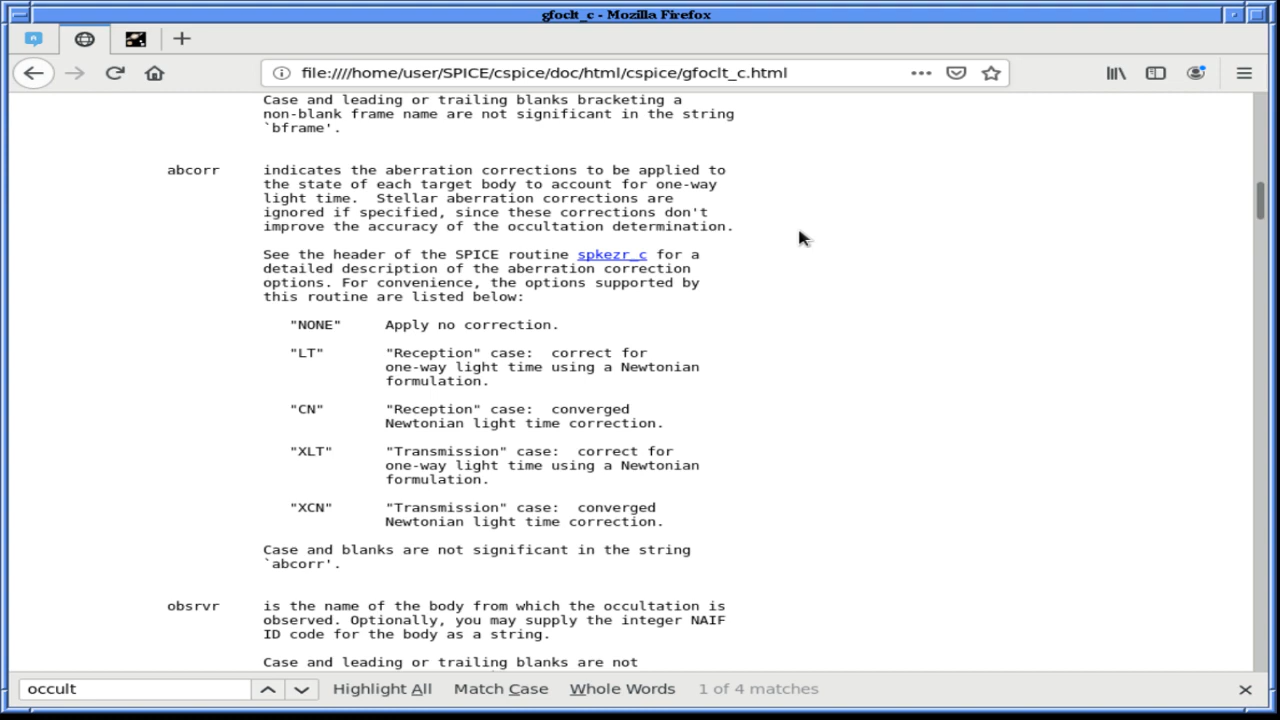 gfoclt_c - Mozilla Firefox
file:////home/user/SPICE/cspice/doc/html/cspice/gfoclt_c.html
Case and leading or trailing blanks bracketing a
non-blank frame name are not significant in the string
`bframe'.
abcorr indicates the aberration corrections to be applied to
the state of each target body to account for one-way
light time.  Stellar aberration corrections are
ignored if specified, since these corrections don't
improve the accuracy of the occultation determination.
See the header of the SPICE routine spkezr_c for a
detailed description of the aberration correction
options. For convenience, the options supported by
this routine are listed below:
"NONE" Apply no correction.
"LT" "Reception" case:  correct for
one-way light time using a Newtonian
formulation.
"CN" "Reception" case:  converged
Newtonian light time correction.
"XLT" "Transmission" case:  correct for
one-way light time using a Newtonian
formulation.
"XCN" "Transmission" case:  converged
Newtonian light time correction.
Case and blanks are not significant in the string
`abcorr'.
obsrvr is the name of the body from which the occultation is
observed. Optionally, you may supply the integer NAIF
ID code for the body as a string.
Case and leading or trailing blanks are not
occult Highlight All Match Case Whole Words 1 of 4 matches